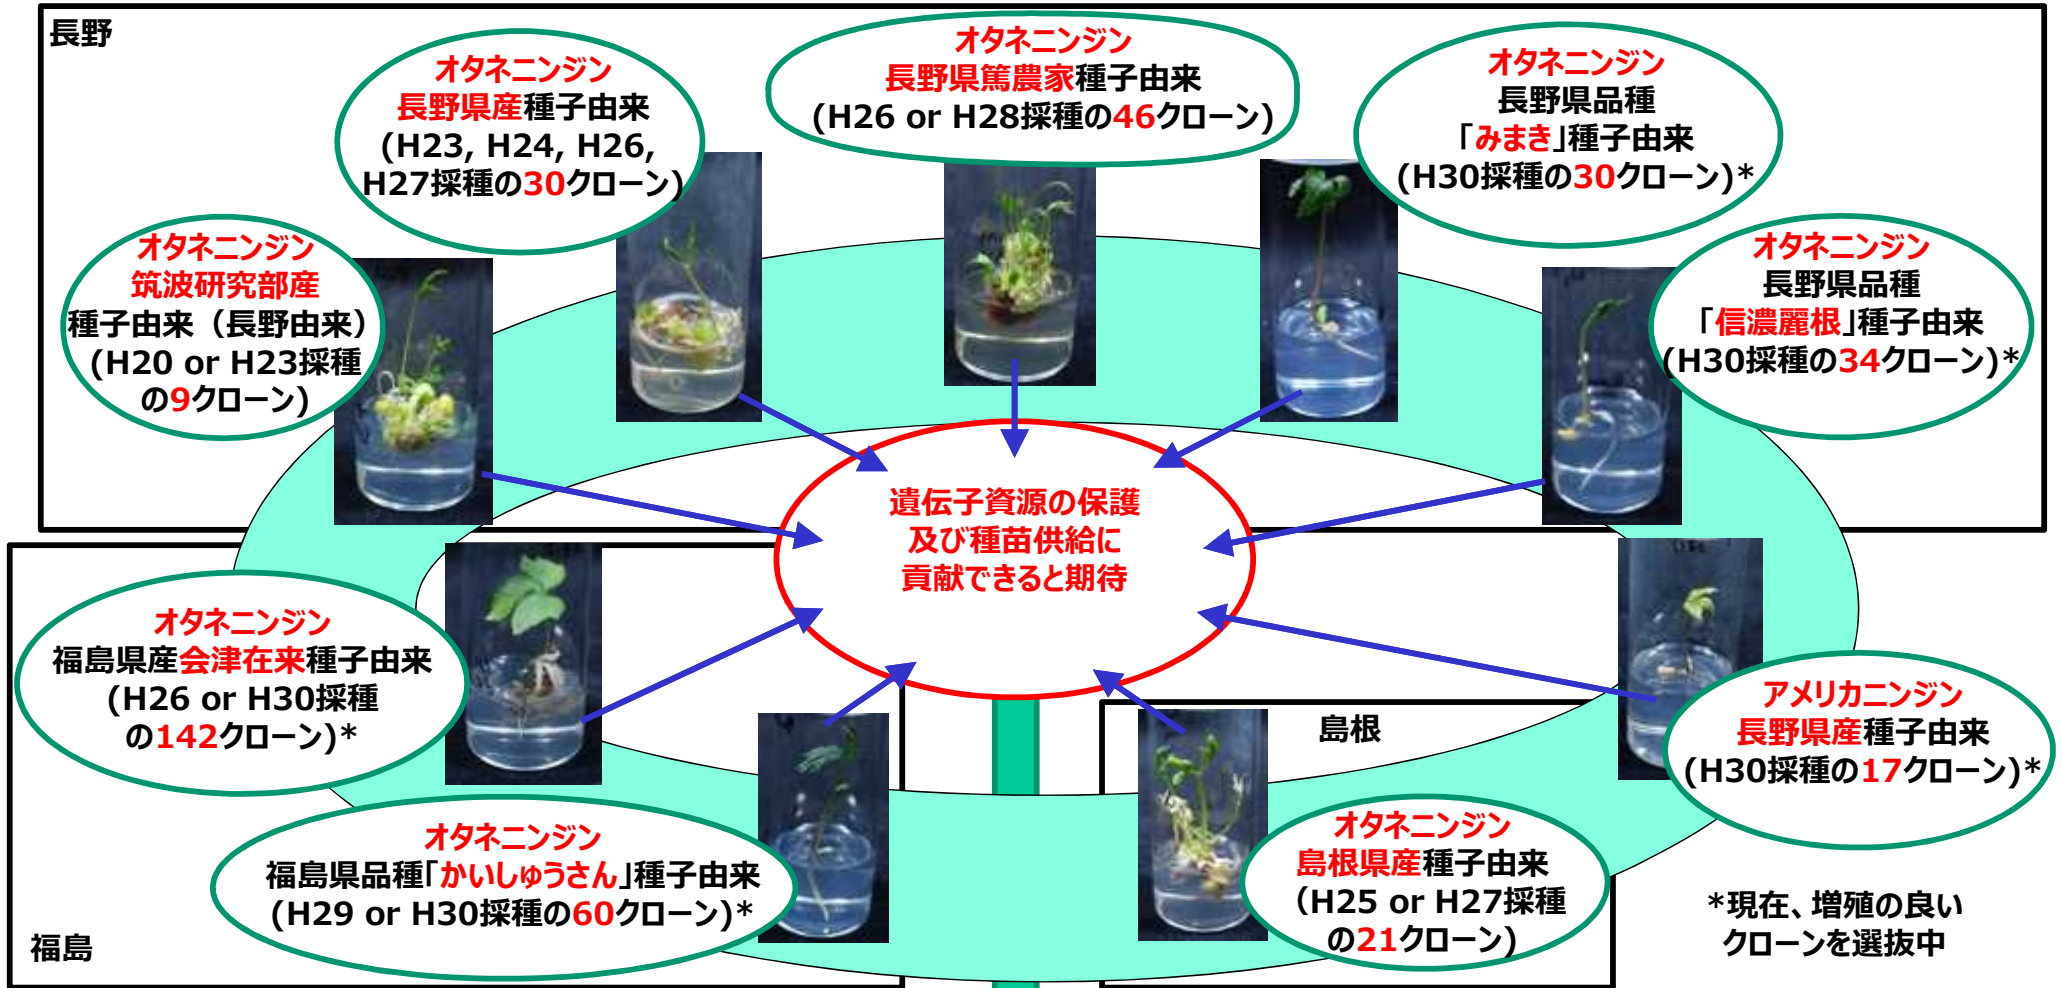 長野
オタネニンジン
長野県産種子由来
(H23, H24, H26,
H27採種の30クローン)
オタネニンジン
長野県篤農家種子由来
(H26 or H28採種の46クローン)
オタネニンジン
長野県品種
「みまき」種子由来
(H30採種の30クローン)*
オタネニンジン
筑波研究部産
種子由来（長野由来）
(H20 or H23採種
の9クローン)
オタネニンジン
長野県品種
「信濃麗根」種子由来
(H30採種の34クローン)*
遺伝子資源の保護
及び種苗供給に
貢献できると期待
オタネニンジン
福島県産会津在来種子由来
(H26 or H30採種
の142クローン)*
アメリカニンジン
長野県産種子由来
(H30採種の17クローン)*
島根
オタネニンジン
福島県品種「かいしゅうさん」種子由来
(H29 or H30採種の60クローン)*
オタネニンジン
島根県産種子由来
（H25 or H27採種
の21クローン)
福島
*現在、増殖の良い
クローンを選抜中